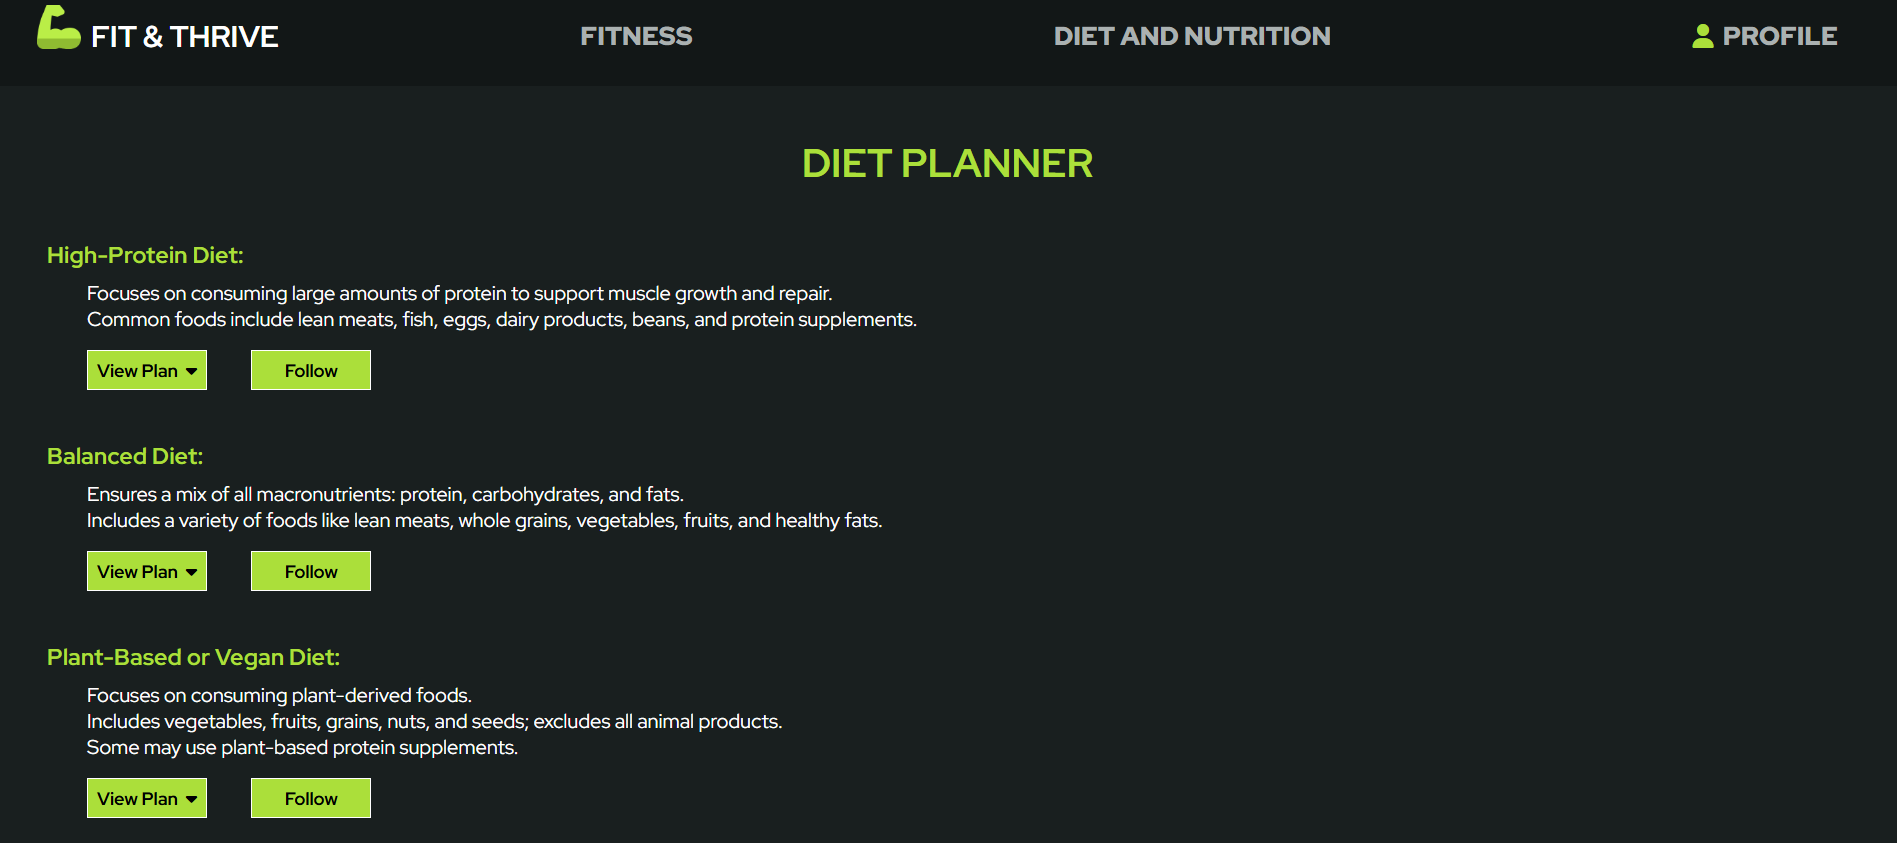 FIT & THRIVE
FITNESS
DIET AND NUTRITION
PROFILE
DIET PLANNER
High-Protein Diet:
Focuses on consuming large amounts of protein to support muscle growth and repair.
Common foods include lean meats, fish, eggs, dairy products, beans, and protein supplements.
View Plan
Follow
Balanced Diet:
Ensures a mix of all macronutrients: protein, carbohydrates, and fats.
Includes a variety of foods like lean meats, whole grains, vegetables, fruits, and healthy fats.
View Plan
Follow
Plant-Based or Vegan Diet:
Focuses on consuming plant-derived foods.
Includes vegetables, fruits, grains, nuts, and seeds; excludes all animal products.
Some may use plant-based protein supplements.
View Plan
Follow